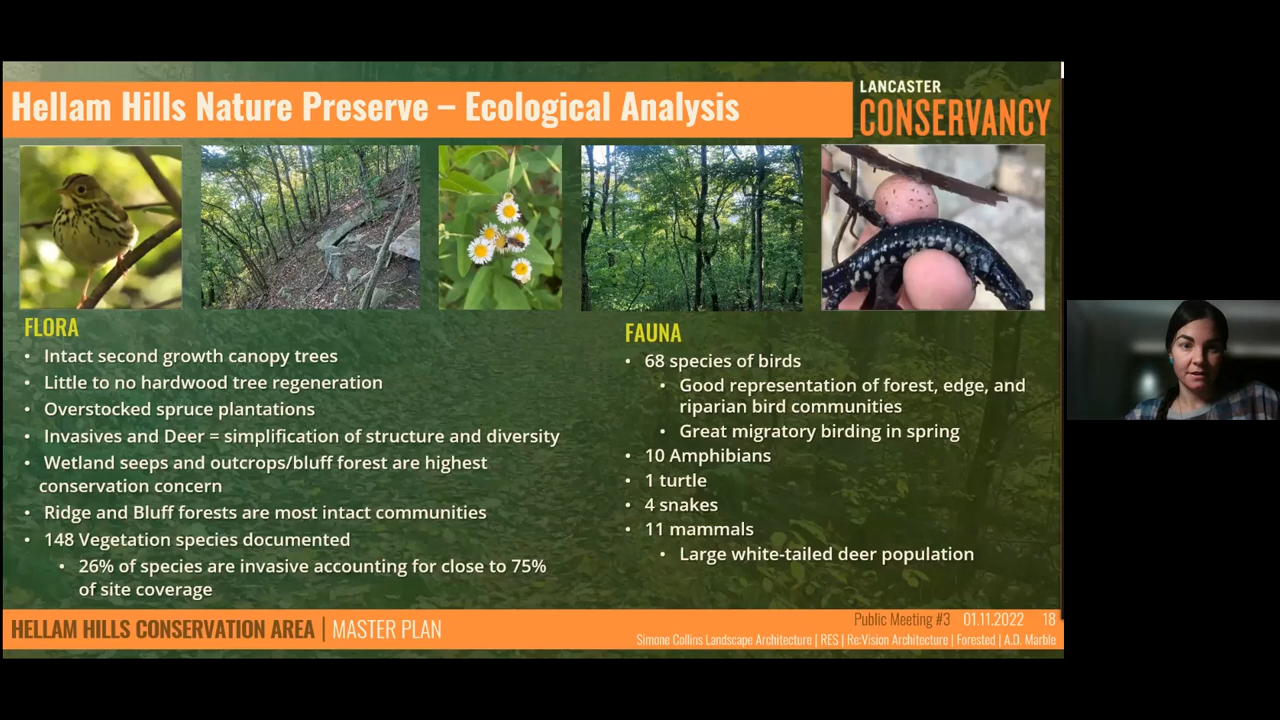 Hellam Hills Nature Preserve – Ecological Analysis
LANCASTER
CONSERVANCY
FLORA
• Intact second growth canopy trees
• Little to no hardwood tree regeneration
• Overstocked spruce plantations
• Invasives and Deer = simplification of structure and diversity
• Wetland seeps and outcrops/bluff forest are highest
conservation concern
• Ridge and Bluff forests are most intact communities
• 148 Vegetation species documented
• 26% of species are invasive accounting for close to 75%
of site coverage
FAUNA
• 68 species of birds
• Good representation of forest, edge, and
riparian bird communities
• Great migratory birding in spring
• 10 Amphibians
• 1 turtle
• 4 snakes
• 11 mammals
• Large white-tailed deer population
HELLAM HILLS CONSERVATION AREA | MASTER PLAN
Public Meeting #3 01.11.2022 18
Simone Collins Landscape Architecture | RES | Re:Vision Architecture | Forested | A.D. Marble